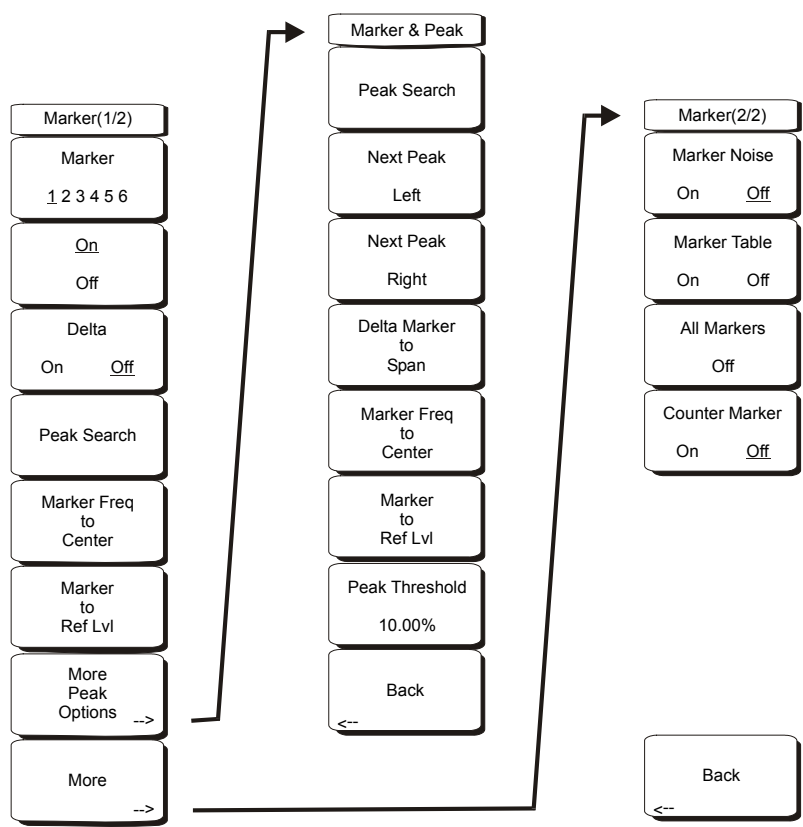 Marker(1/2)
Marker
1 2 3 4 5 6
On
Off
Delta
On Off
Peak Search
Marker Freq
to
Center
Marker
to
Ref Lvl
More
Peak
Options -->
More
-->
Marker & Peak
Peak Search
Next Peak
Left
Next Peak
Right
Delta Marker
to
Span
Marker Freq
to
Center
Marker
to
Ref Lvl
Peak Threshold
10.00%
Back
<--
Marker(2/2)
Marker Noise
On Off
Marker Table
On Off
All Markers
Off
Counter Marker
On Off
Back
<--